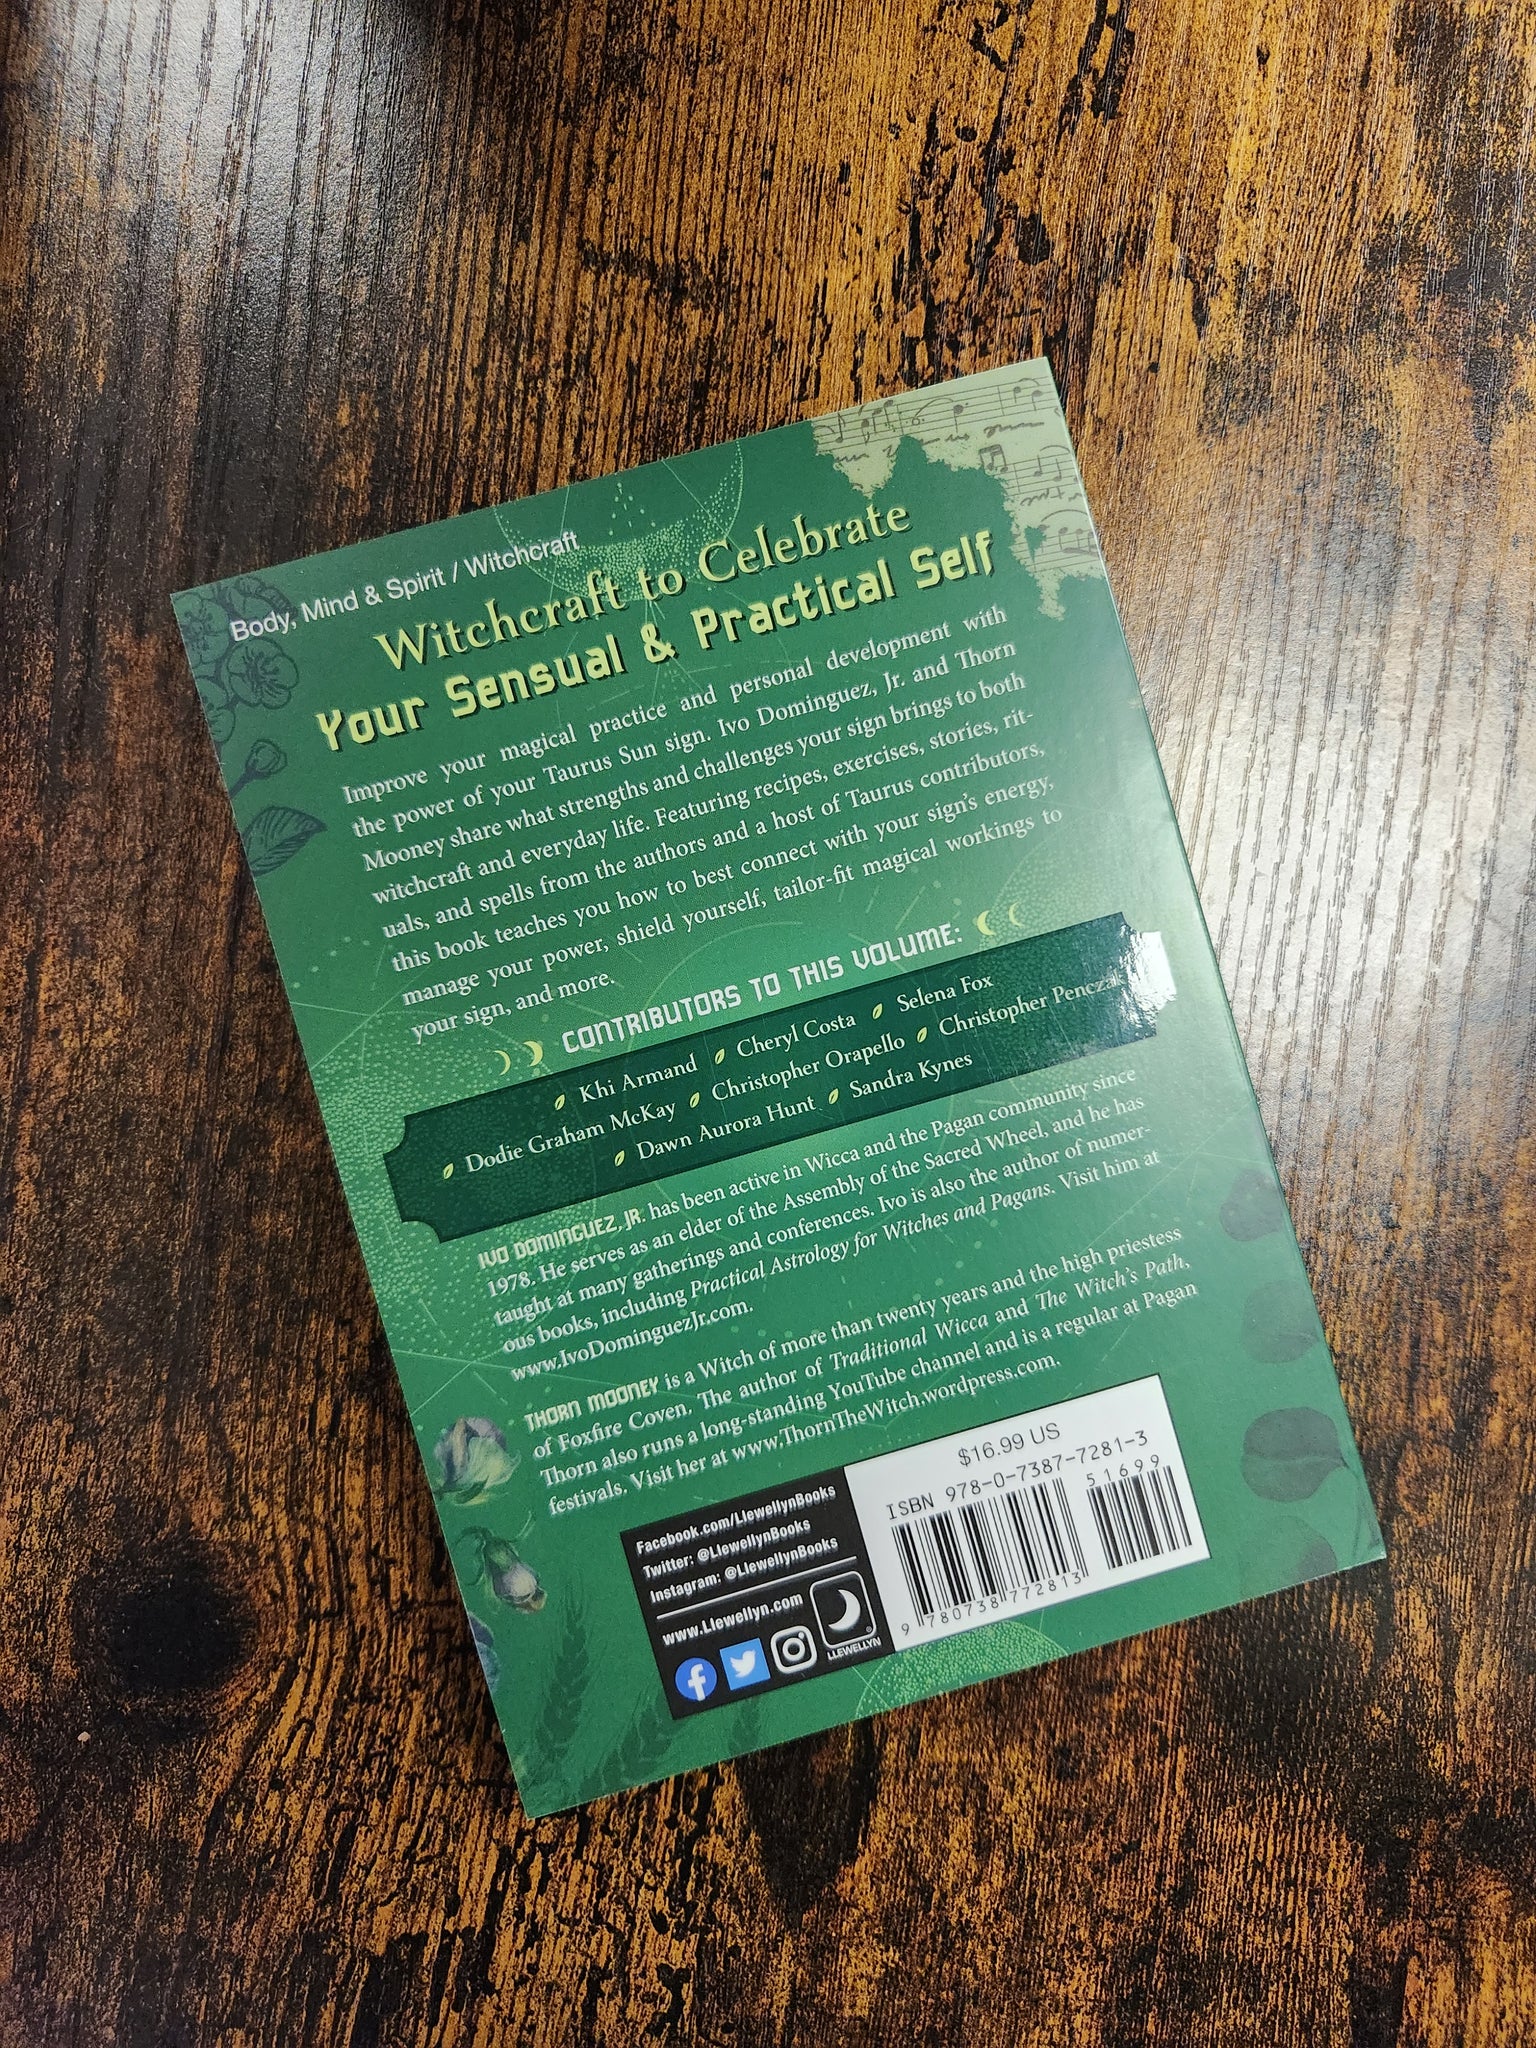 Body, Mind & Spirit / Witchcraft
Witchcraft to Celebrate
Your Sensual & Practical Self
Improve your magical practice and personal development with
the power of your Taurus Sun sign. Ivo Dominguez, Jr. and Thorn
Mooney share what strengths and challenges your sign brings to both
witchcraft and everyday life. Featuring recipes, exercises, stories, rit-
uals, and spells from the authors and a host of Taurus contributors,
this book teaches you how to best connect with your sign's energy,
manage your power, shield yourself, tailor-fit magical workings to
your sign, and more.
CONTRIBUTORS TO THIS VOLUME:
Khi Armand Cheryl Costa Selena Fox
Dodie Graham McKay Christopher Orapello Christopher
Dawn Aurora Hunt Sandra Kynes
IVO DOMINGUEZ, JR. has been active in Wicca and the Pagan community since
1978. He serves as an elder of the Assembly of the Sacred Wheel, and he has
taught at many gatherings and conferences. Ivo is also the author of numer-
ous books, including Practical Astrology for Witches and Pagans. Visit him at
www.IvoDominguezJr.com.
THORN MOONEY is a Witch of more than twenty years and the high priestess
of Foxfire Coven. The author of Traditional Wicca and The Witch's Path,
Thorn also runs a long-standing YouTube channel and is a regular at Pagan
festivals. Visit her at www.ThornTheWitch.wordpress.com.
Facebook.com/LlewellynBooks
Twitter: @LlewellynBooks
Instagram: @LlewellynBooks
www.Llewellyn.com
LLEWELLYN
$16.99 US
ISBN 978-0-7387-7281-3
51699
9 780738 772813